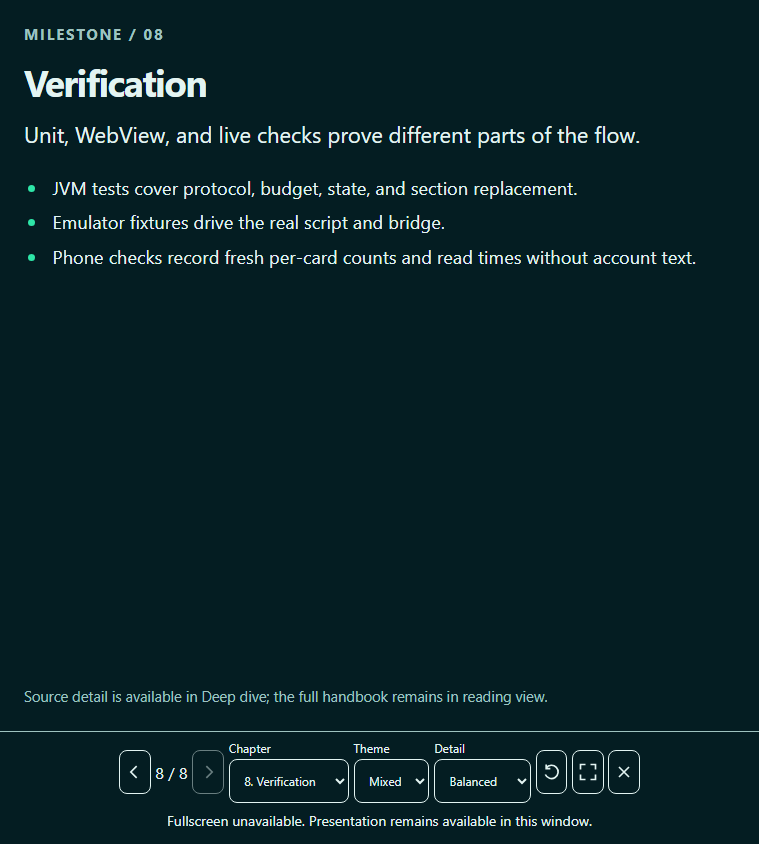 MILESTONE / 08
Verification
Unit, WebView, and live checks prove different parts of the flow.
JVM tests cover protocol, budget, state, and section replacement.
Emulator fixtures drive the real script and bridge.
Phone checks record fresh per-card counts and read times without account text.
Source detail is available in Deep dive; the full handbook remains in reading view.
Chapter Theme Detail
8 / 8 8. Verification Mixed Balanced
Fullscreen unavailable. Presentation remains available in this window.